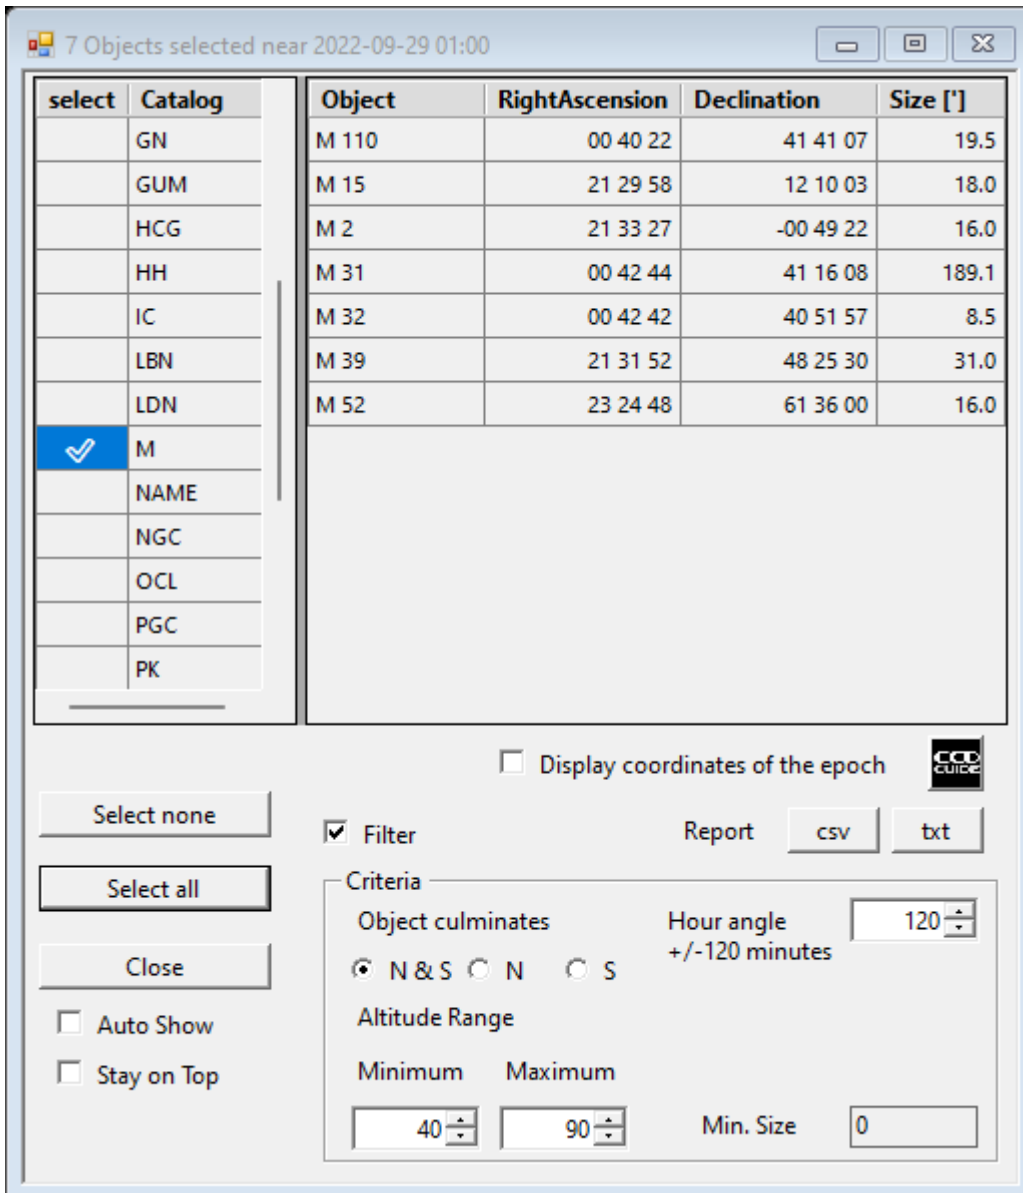 7 Objects selected near 2022-09-29 01:00
select Catalog
GN
GUM
HCG
HH
IC
LBN
LDN
M
NAME
NGC
OCL
PGC
PK
Object RightAscension Declination Size [']
M 110 00 40 22 41 41 07 19.5
M 15 21 29 58 12 10 03 18.0
M 2 21 33 27 -00 49 22 16.0
M 31 00 42 44 41 16 08 189.1
M 32 00 42 42 40 51 57 8.5
M 39 21 31 52 48 25 30 31.0
M 52 23 24 48 61 36 00 16.0
Display coordinates of the epoch
CCD
GUIDE
Select none
Filter
Report csv txt
Select all
Criteria
Object culminates
Hour angle 120
+/-120 minutes
Close
N & S N S
Auto Show
Altitude Range
Stay on Top
Minimum Maximum
40 90 Min. Size 0